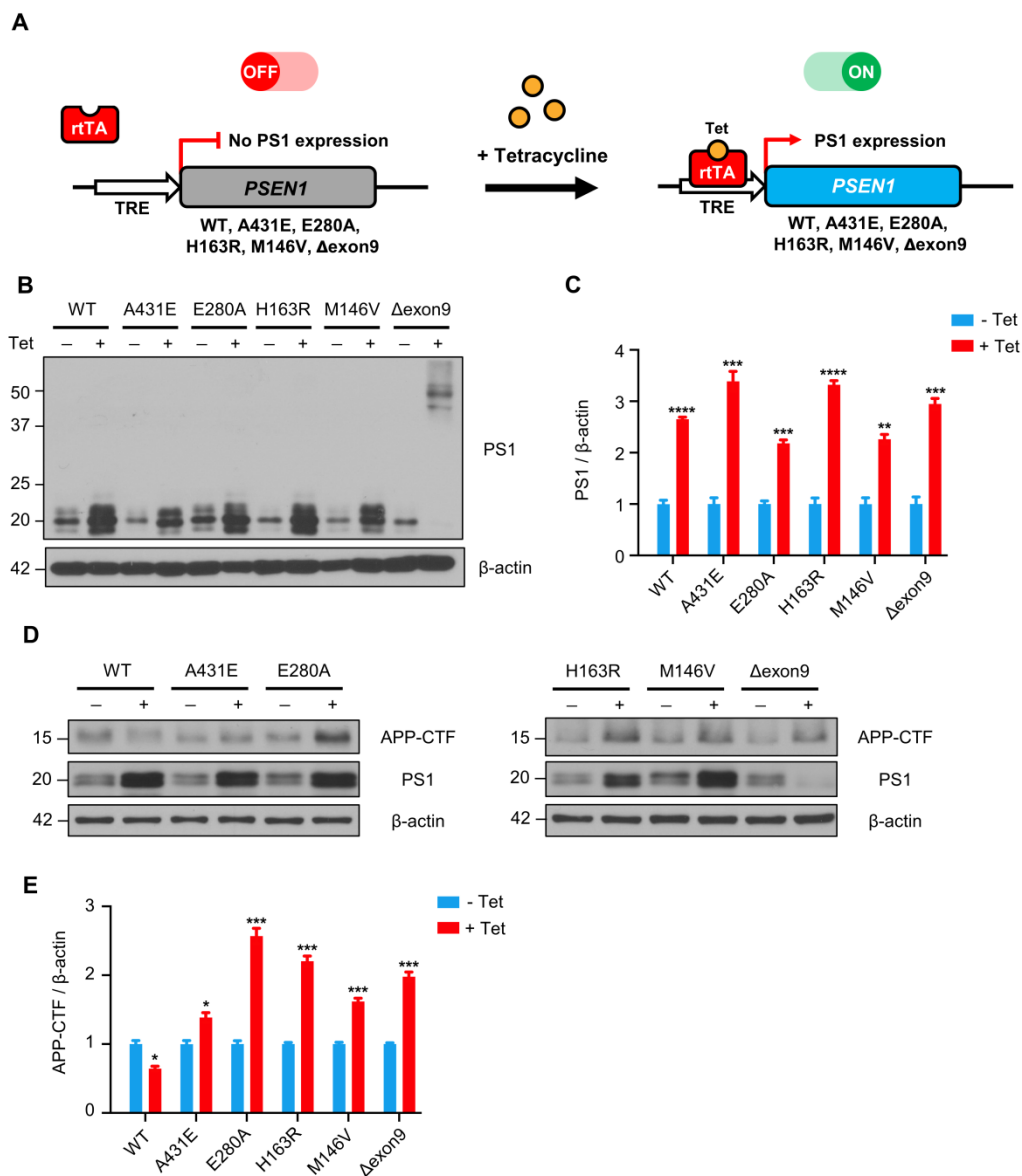 A
OFF
ON
rtTA
No PS1 expression
PSEN1
TRE
WT, A431E, E280A,
H163R, M146V, Δexon9
+ Tetracycline
Tet
rtTA
PS1 expression
PSEN1
TRE
WT, A431E, E280A,
H163R, M146V, Δexon9
B
WT A431E E280A H163R M146V Δexon9
Tet – + – + – + – + – + – +
50
37
25
20
PS1
42
β-actin
C
- Tet
+ Tet
PS1 / β-actin
4
3
2
1
0
**** *** *** **** ** ***
WT A431E E280A H163R M146V Δexon9
D
WT A431E E280A
– + – + – +
15 APP-CTF
20 PS1
42 β-actin
H163R M146V Δexon9
– + – + – +
15 APP-CTF
20 PS1
42 β-actin
E
- Tet
+ Tet
APP-CTF / β-actin
3
2
1
0
* * *** *** *** ***
WT A431E E280A H163R M146V Δexon9